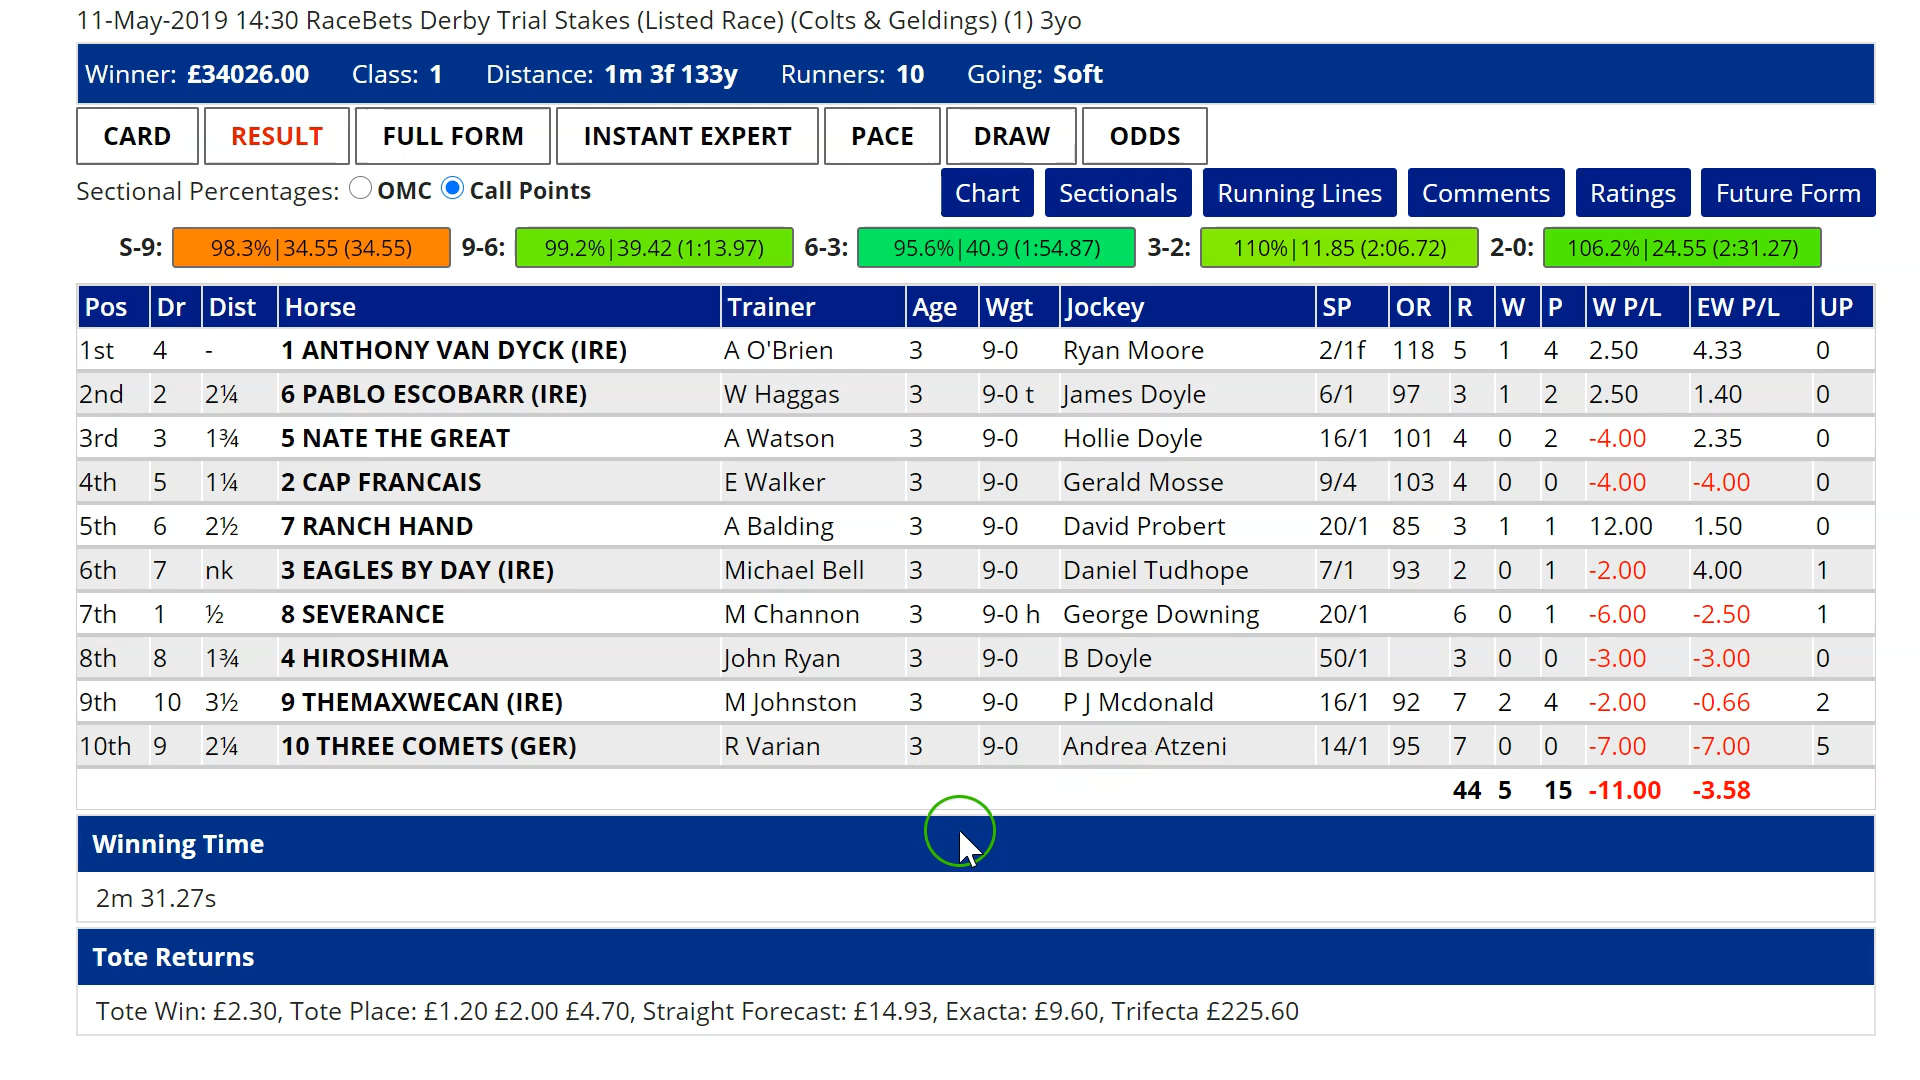 11-May-2019 14:30 RaceBets Derby Trial Stakes (Listed Race) (Colts & Geldings) (1) 3yo
Winner: £34026.00 Class: 1 Distance: 1m 3f 133y Runners: 10 Going: Soft
CARD RESULT FULL FORM INSTANT EXPERT PACE DRAW ODDS
Sectional Percentages: OMC Call Points Chart Sectionals Running Lines Comments Ratings Future Form
S-9: 98.3%|34.55 (34.55) 9-6: 99.2%|39.42 (1:13.97) 6-3: 95.6%|40.9 (1:54.87) 3-2: 110%|11.85 (2:06.72) 2-0: 106.2%|24.55 (2:31.27)
Pos Dr Dist Horse Trainer Age Wgt Jockey SP OR R W P W P/L EW P/L UP
1st 4 - 1 ANTHONY VAN DYCK (IRE) A O'Brien 3 9-0 Ryan Moore 2/1f 118 5 1 4 2.50 4.33 0
2nd 2 2¼ 6 PABLO ESCOBARR (IRE) W Haggas 3 9-0 t James Doyle 6/1 97 3 1 2 2.50 1.40 0
3rd 3 1¾ 5 NATE THE GREAT A Watson 3 9-0 Hollie Doyle 16/1 101 4 0 2 -4.00 2.35 0
4th 5 1¼ 2 CAP FRANCAIS E Walker 3 9-0 Gerald Mosse 9/4 103 4 0 0 -4.00 -4.00 0
5th 6 2½ 7 RANCH HAND A Balding 3 9-0 David Probert 20/1 85 3 1 1 12.00 1.50 0
6th 7 nk 3 EAGLES BY DAY (IRE) Michael Bell 3 9-0 Daniel Tudhope 7/1 93 2 0 1 -2.00 4.00 1
7th 1 ½ 8 SEVERANCE M Channon 3 9-0 h George Downing 20/1 6 0 1 -6.00 -2.50 1
8th 8 1¾ 4 HIROSHIMA John Ryan 3 9-0 B Doyle 50/1 3 0 0 -3.00 -3.00 0
9th 10 3½ 9 THEMAXWECAN (IRE) M Johnston 3 9-0 P J Mcdonald 16/1 92 7 2 4 -2.00 -0.66 2
10th 9 2¼ 10 THREE COMETS (GER) R Varian 3 9-0 Andrea Atzeni 14/1 95 7 0 0 -7.00 -7.00 5
44 5 15 -11.00 -3.58
Winning Time
2m 31.27s
Tote Returns
Tote Win: £2.30, Tote Place: £1.20 £2.00 £4.70, Straight Forecast: £14.93, Exacta: £9.60, Trifecta £225.60